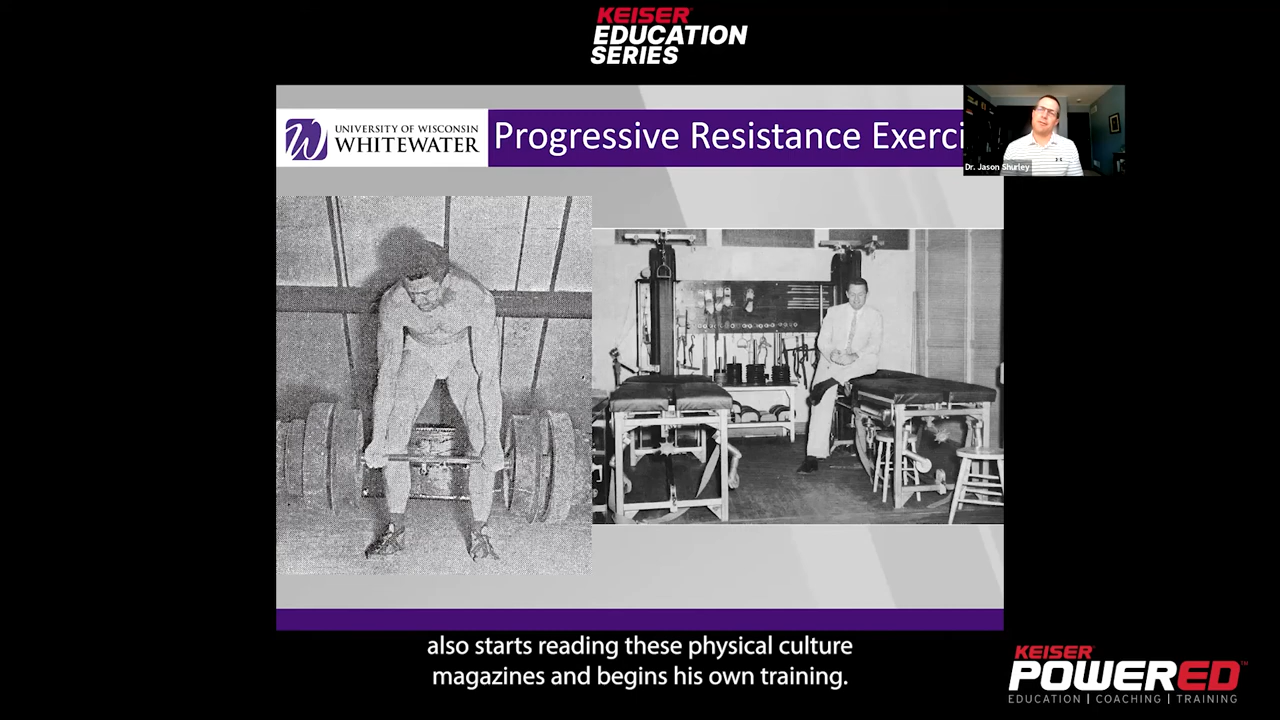 KEISER
EDUCATION
SERIES
UNIVERSITY OF WISCONSIN
WHITEWATER
Progressive Resistance Exerci
Dr. Jason Shurley
also starts reading these physical culture
magazines and begins his own training.
KEISER
POWERED™
EDUCATION | COACHING | TRAINING